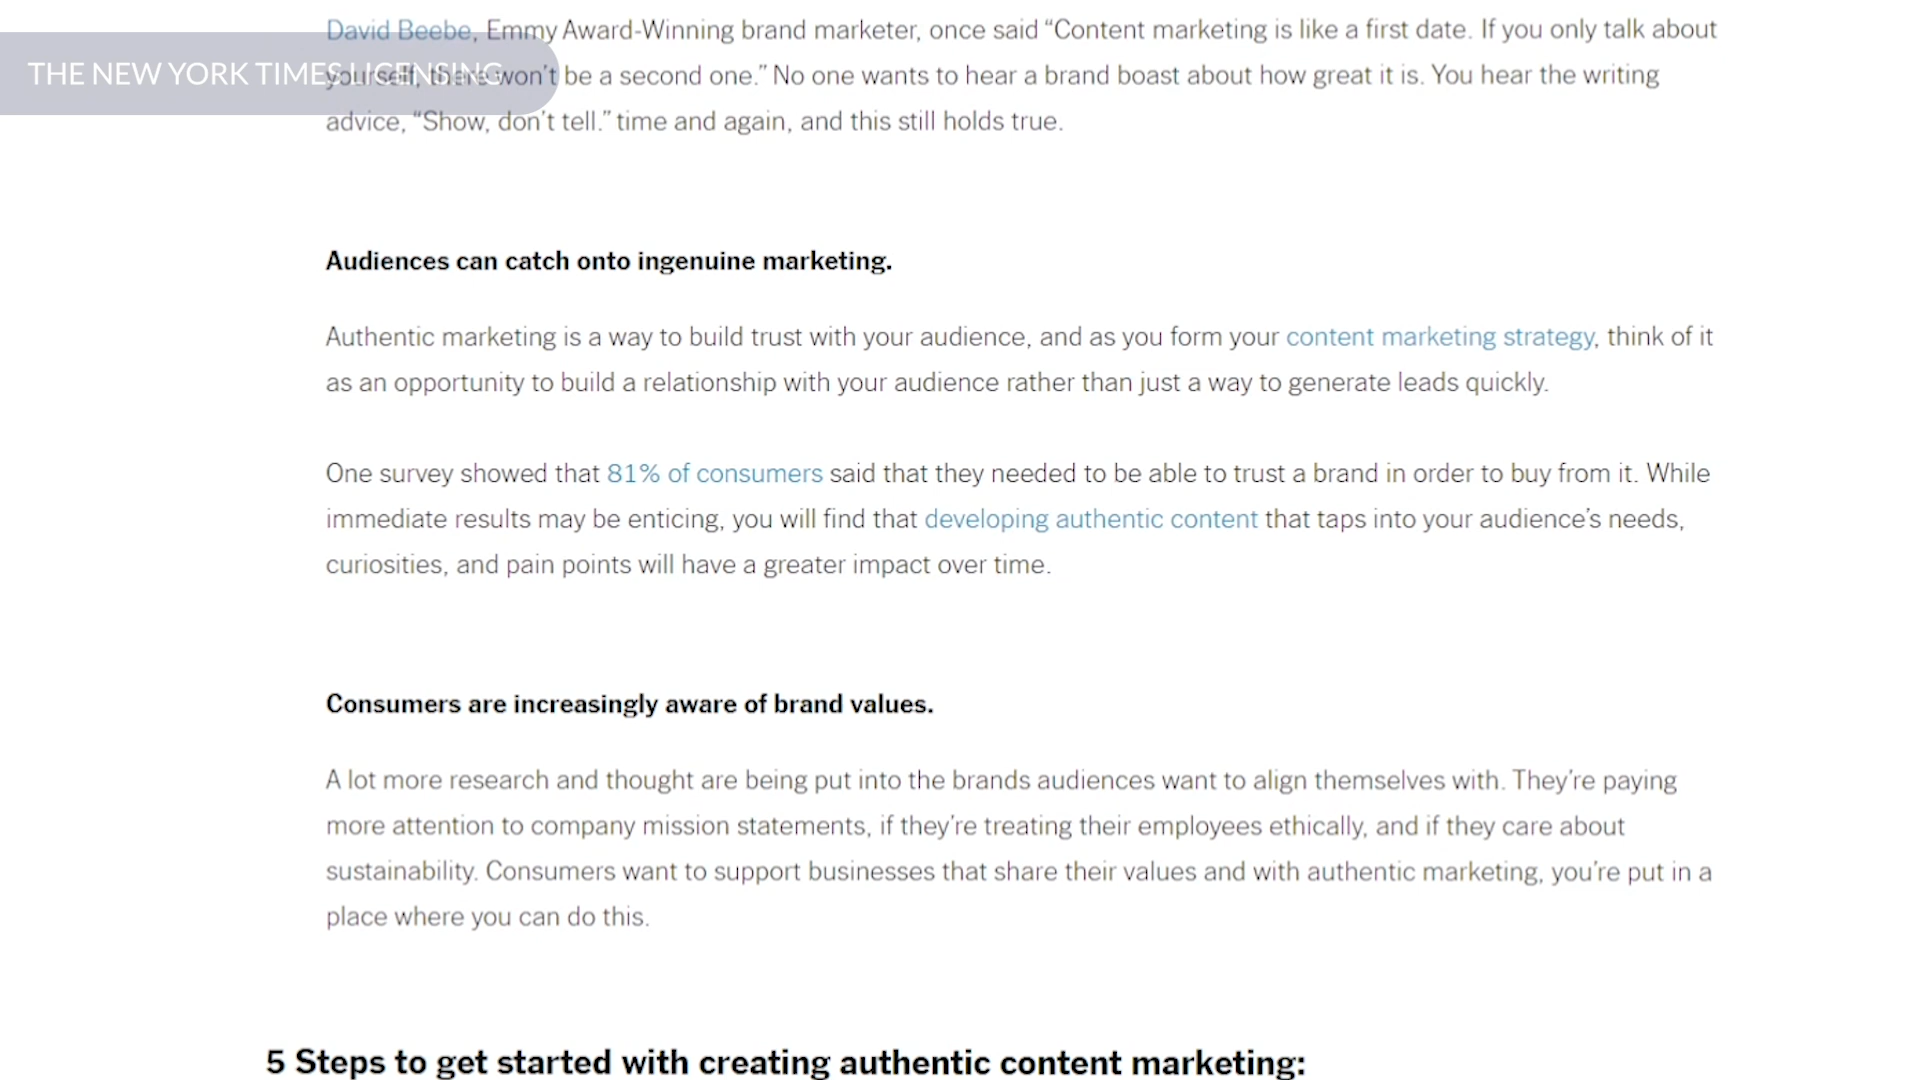 David Beebe, Emmy Award-Winning brand marketer, once said “Content marketing is like a first date. If you only talk about
THE NEW YORK TIMES LICENSING
yourself, there won’t be a second one.” No one wants to hear a brand boast about how great it is. You hear the writing
advice, “Show, don’t tell.” time and again, and this still holds true.
Audiences can catch onto ingenuine marketing.
Authentic marketing is a way to build trust with your audience, and as you form your content marketing strategy, think of it
as an opportunity to build a relationship with your audience rather than just a way to generate leads quickly.
One survey showed that 81% of consumers said that they needed to be able to trust a brand in order to buy from it. While
immediate results may be enticing, you will find that developing authentic content that taps into your audience’s needs,
curiosities, and pain points will have a greater impact over time.
Consumers are increasingly aware of brand values.
A lot more research and thought are being put into the brands audiences want to align themselves with. They’re paying
more attention to company mission statements, if they’re treating their employees ethically, and if they care about
sustainability. Consumers want to support businesses that share their values and with authentic marketing, you’re put in a
place where you can do this.
5 Steps to get started with creating authentic content marketing: